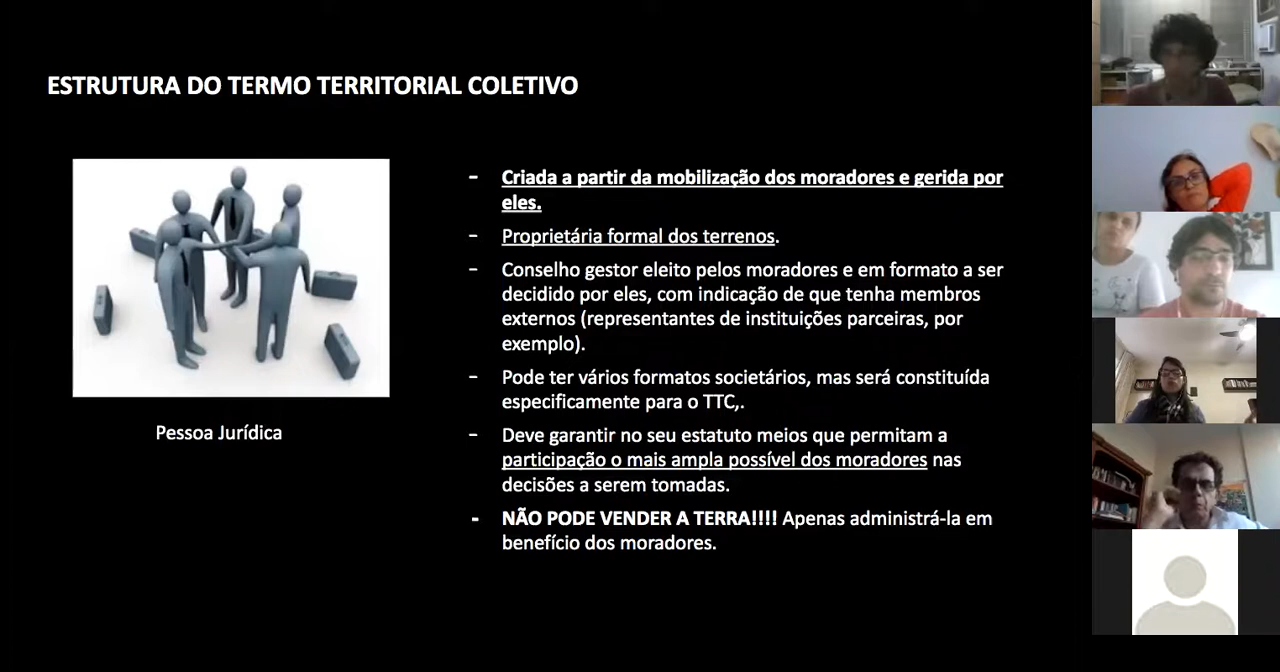 ESTRUTURA DO TERMO TERRITORIAL COLETIVO
- Criada a partir da mobilização dos moradores e gerida por
eles.
- Proprietária formal dos terrenos.
- Conselho gestor eleito pelos moradores e em formato a ser
decidido por eles, com indicação de que tenha membros
externos (representantes de instituições parceiras, por
exemplo).
- Pode ter vários formatos societários, mas será constituída
especificamente para o TTC,.
- Deve garantir no seu estatuto meios que permitam a
participação o mais ampla possível dos moradores nas
decisões a serem tomadas.
- NÃO PODE VENDER A TERRA!!!! Apenas administrá-la em
benefício dos moradores.
Pessoa Jurídica